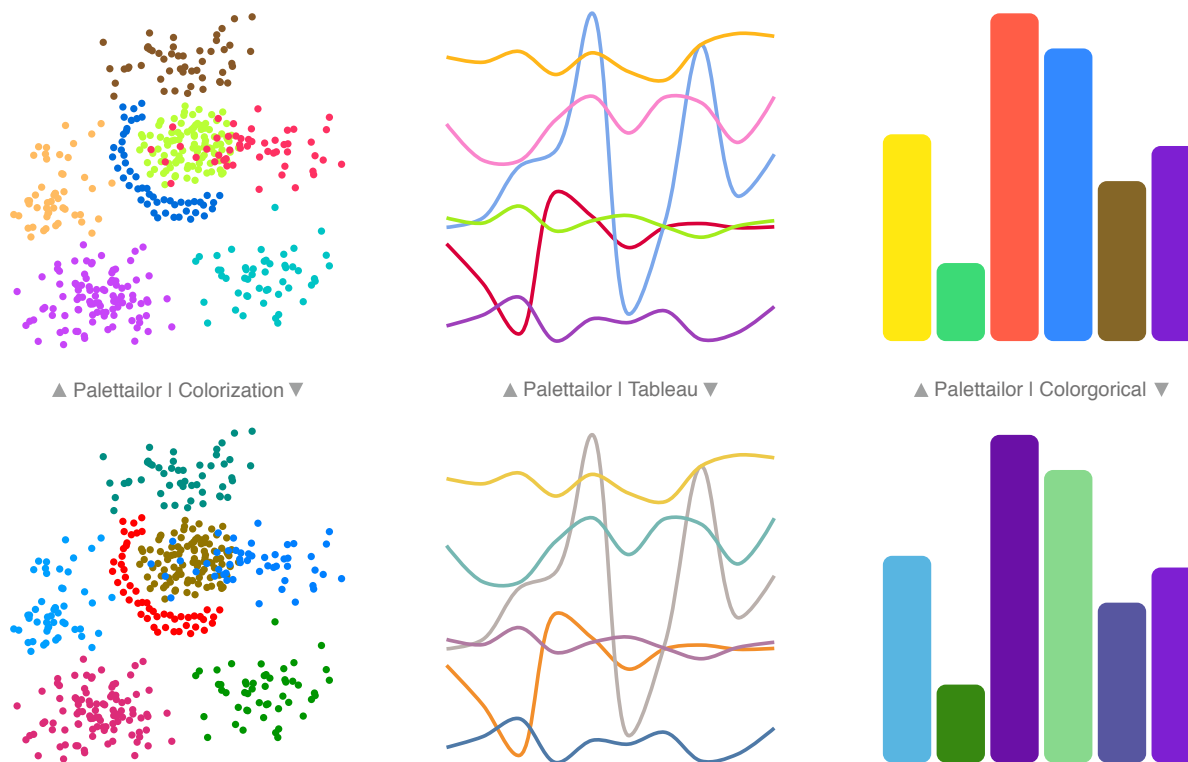 ▲ Palettailor | Colorization ▼
▲ Palettailor | Tableau ▼
▲ Palettailor | Colorgorical ▼